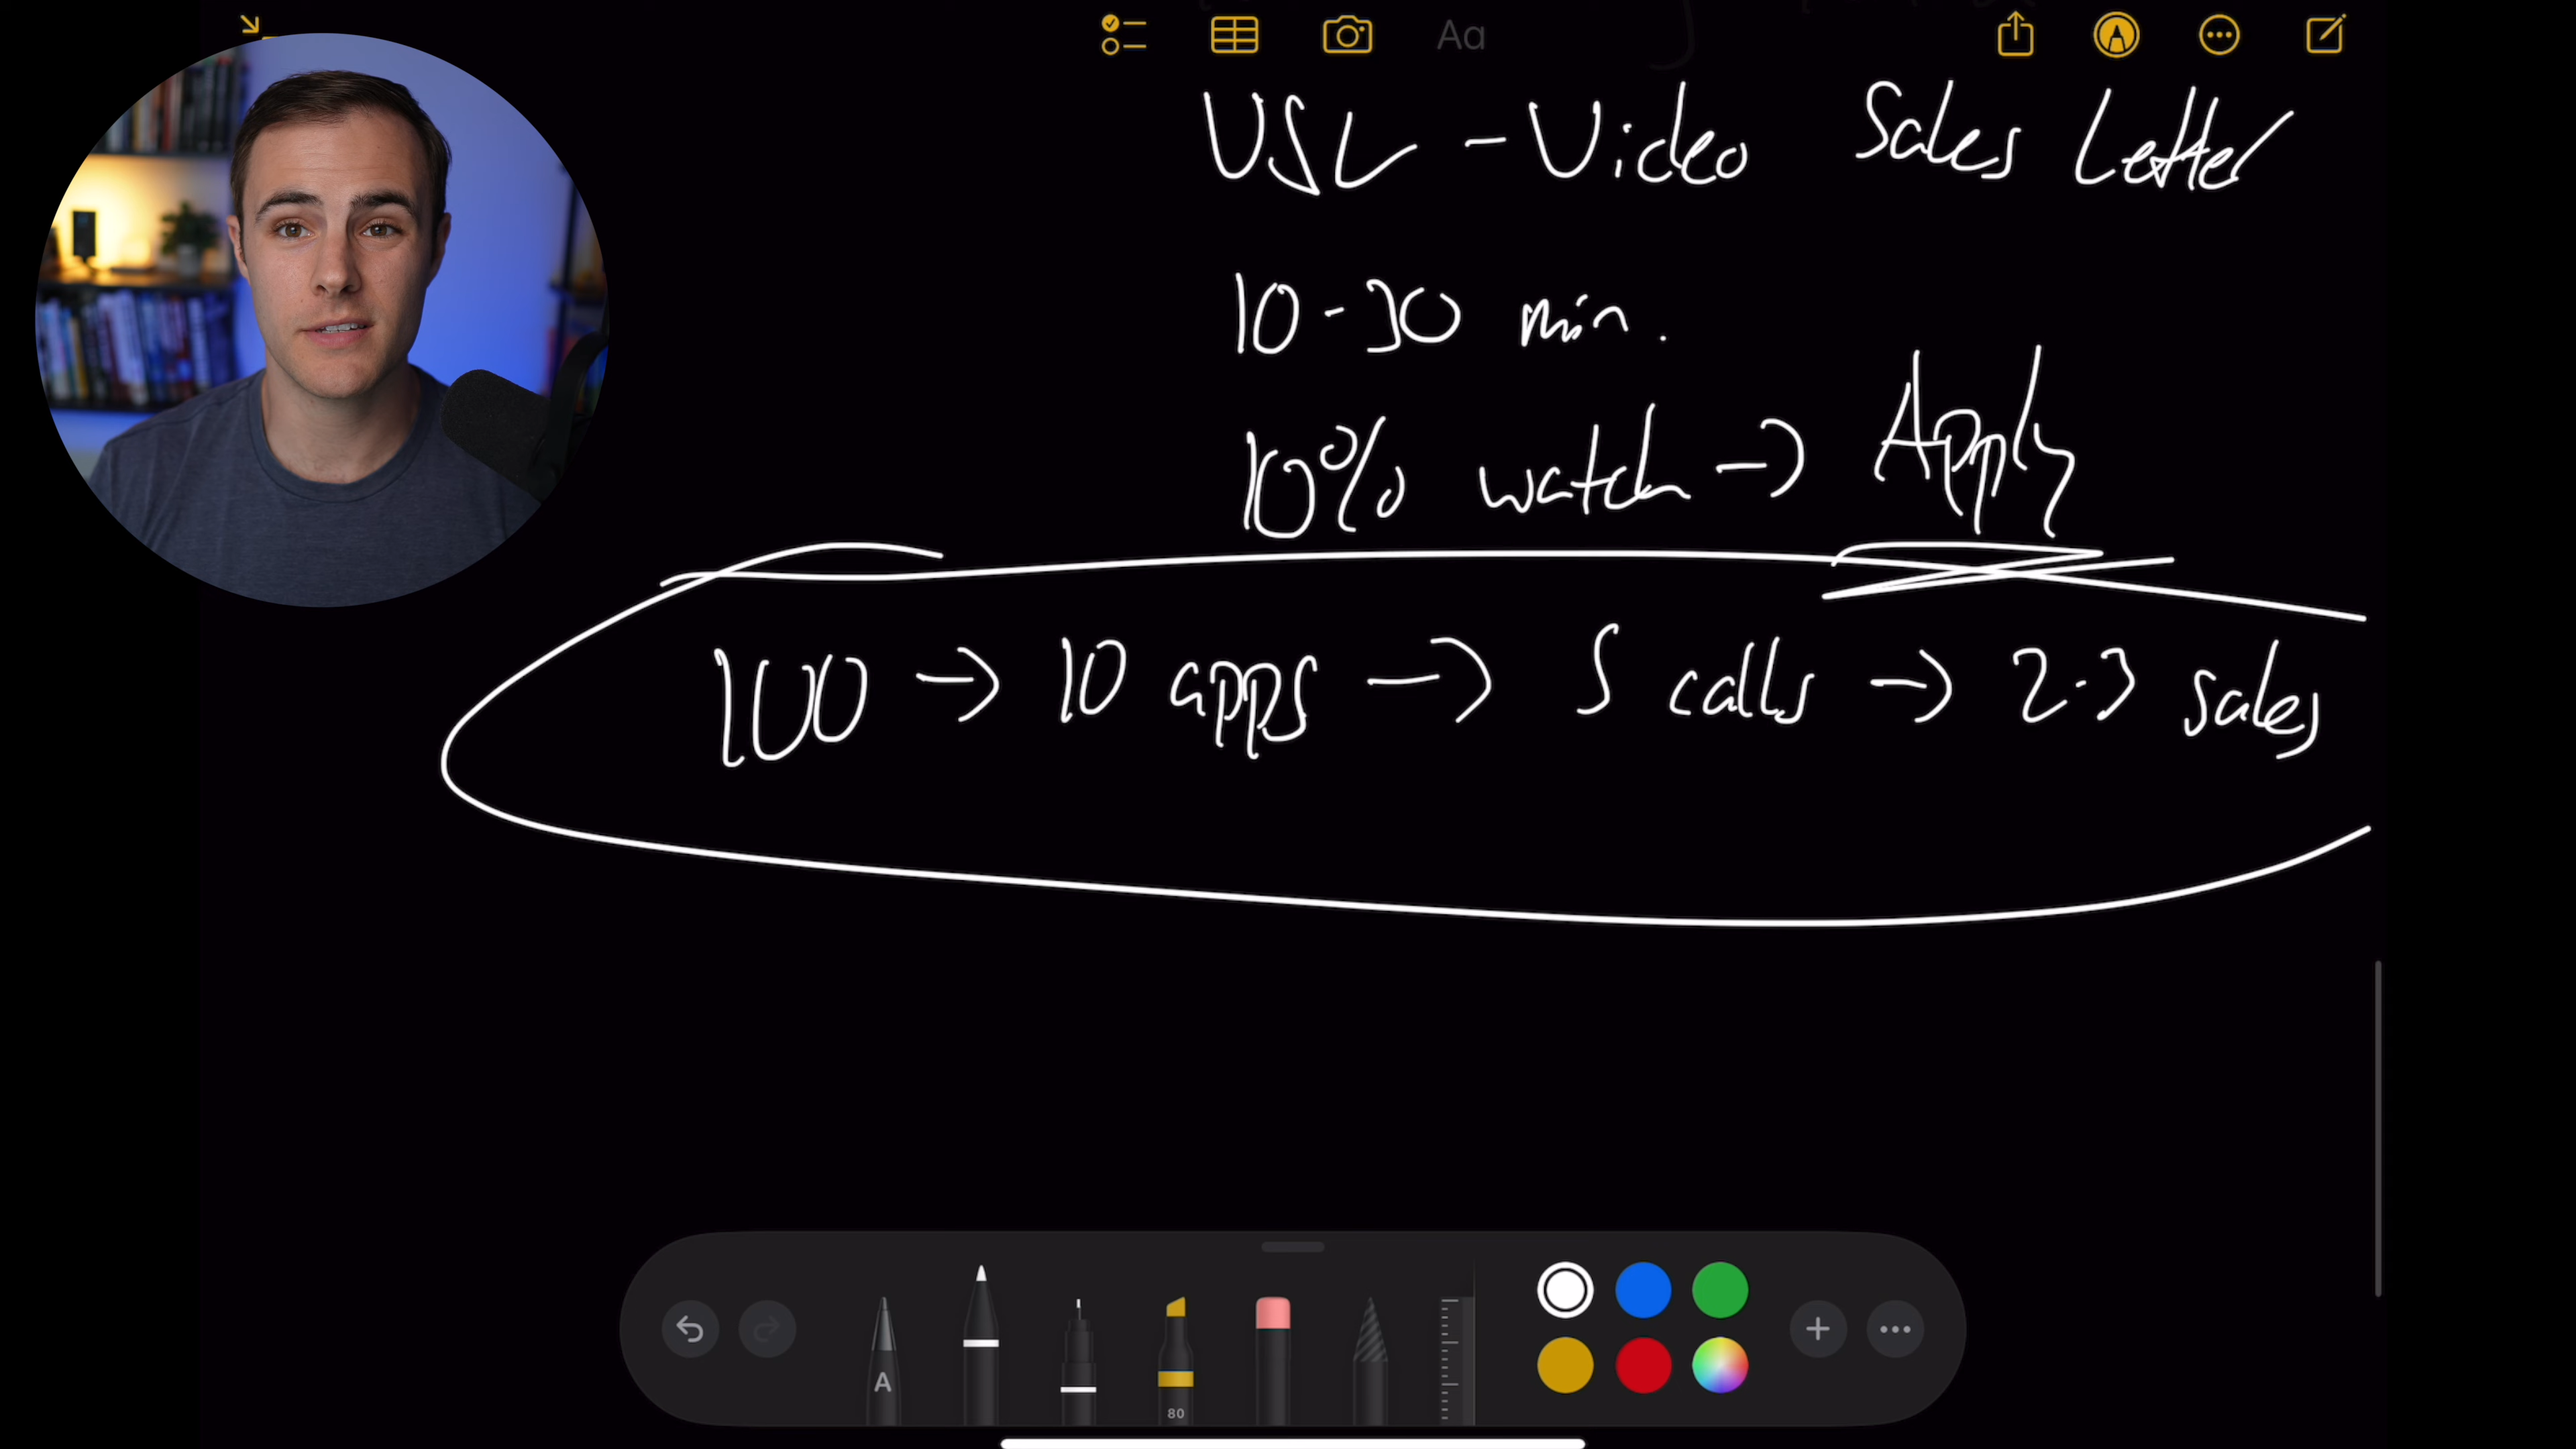 Aa
VSL - Video Sales Letter
10-30 min.
10% watch -> Apply
100 -> 10 apps -> 5 calls -> 2-3 sales
A
80